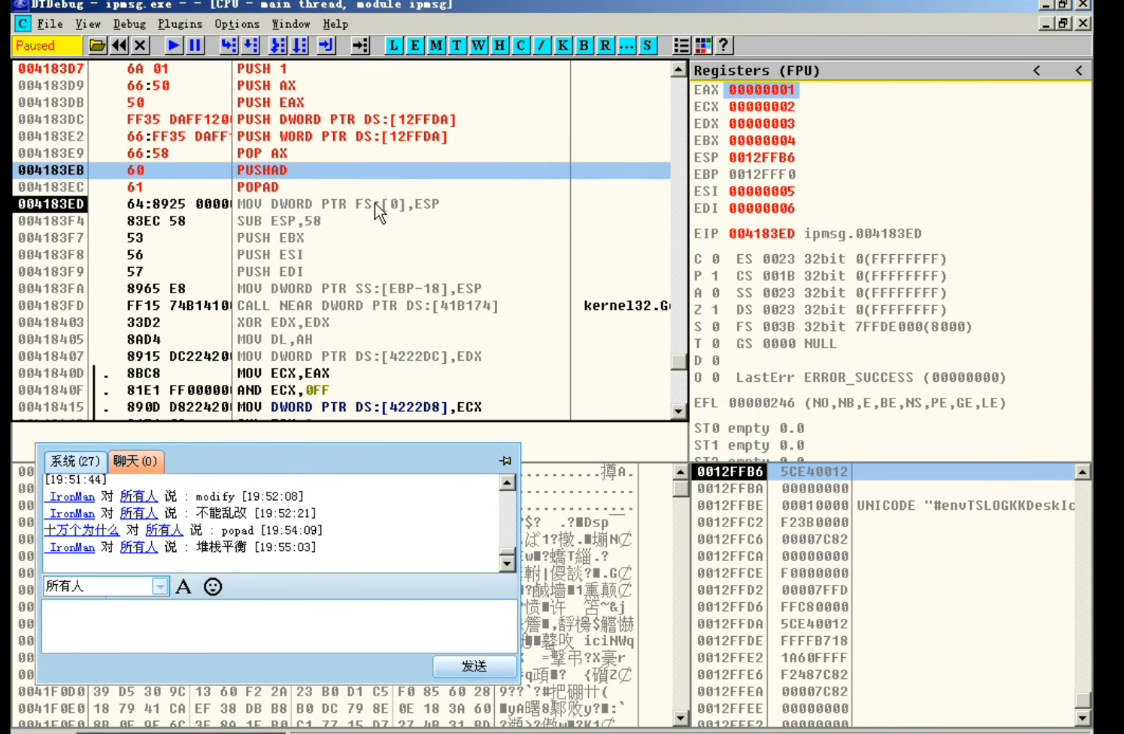 DTDebug - ipmsg.exe - - [CPU - main thread, module ipmsg]
C File View Debug Plugins Options Window Help
Paused L E M T W H C / K B R ... S ?
004183D7 6A 01 PUSH 1
004183D9 66:50 PUSH AX
004183DB 50 PUSH EAX
004183DC FF35 DAFF120 PUSH DWORD PTR DS:[12FFDA]
004183E2 66:FF35 DAFF PUSH WORD PTR DS:[12FFDA]
004183E9 66:58 POP AX
004183EB 60 PUSHAD
004183EC 61 POPAD
004183ED 64:8925 0000 MOV DWORD PTR FS:[0],ESP
004183F4 83EC 58 SUB ESP,58
004183F7 53 PUSH EBX
004183F8 56 PUSH ESI
004183F9 57 PUSH EDI
004183FA 8965 E8 MOV DWORD PTR SS:[EBP-18],ESP
004183FD FF15 74B1410 CALL NEAR DWORD PTR DS:[41B174] kernel32.G
00418403 33D2 XOR EDX,EDX
00418405 8AD4 MOV DL,AH
00418407 8915 DC22420 MOV DWORD PTR DS:[4222DC],EDX
0041840D . 8BC8 MOV ECX,EAX
0041840F . 81E1 FF00000 AND ECX,0FF
00418415 . 890D D822420 MOV DWORD PTR DS:[4222D8],ECX
Registers (FPU) < <
EAX 00000001
ECX 00000002
EDX 00000003
EBX 00000004
ESP 0012FFB6
EBP 0012FFF0
ESI 00000005
EDI 00000006
EIP 004183ED ipmsg.004183ED
C 0 ES 0023 32bit 0(FFFFFFFF)
P 1 CS 001B 32bit 0(FFFFFFFF)
A 0 SS 0023 32bit 0(FFFFFFFF)
Z 1 DS 0023 32bit 0(FFFFFFFF)
S 0 FS 003B 32bit 7FFDE000(8000)
T 0 GS 0000 NULL
D 0
O 0 LastErr ERROR_SUCCESS (00000000)
EFL 00000246 (NO,NB,E,BE,NS,PE,GE,LE)
ST0 empty 0.0
ST1 empty 0.0
ST2 empty 0.0
系统(27) 聊天(0)
[19:51:44]
IronMan 对 所有人 说 : modify [19:52:08]
IronMan 对 所有人 说 : 不能乱改 [19:52:21]
十万个为什么 对 所有人 说 : popad [19:54:09]
IronMan 对 所有人 说 : 堆栈平衡 [19:55:03]
所有人 A
发送
0041F0D0 39 D5 30 9C 13 60 F2 2A 23 B0 D1 C5 F0 85 60 28
0041F0E0 18 79 41 CA EF 38 DB B8 B0 DC 79 8E 0E 18 3A 60
0012FFB6 5CE40012
0012FFBA 00000000
0012FFBE 00010000 UNICODE "#envTSLOGKKDeskIc
0012FFC2 F23B0000
0012FFC6 00007C82
0012FFCA 00000000
0012FFCE F0000000
0012FFD2 00007FFD
0012FFD6 FFC80000
0012FFDA 5CE40012
0012FFDE FFFFB718
0012FFE2 1A60FFFF
0012FFE6 F2487C82
0012FFEA 00007C82
0012FFEE 00000000
0012FFF2 00000000